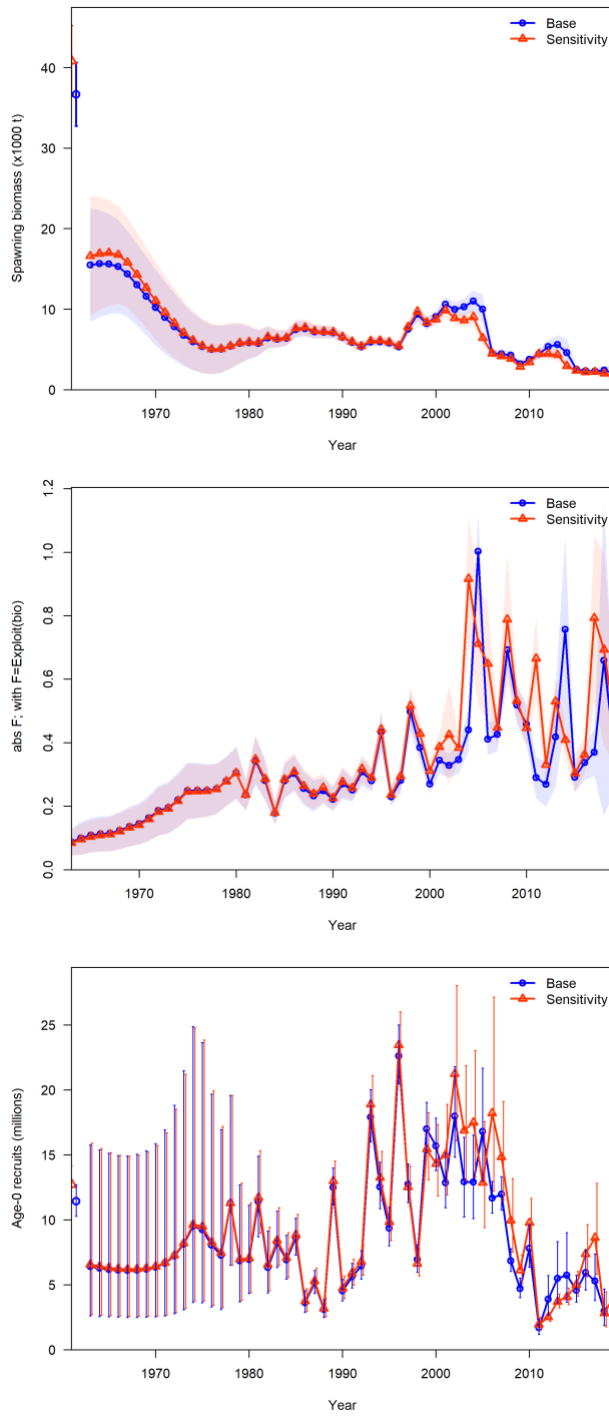 Base
Sensitivity
40
30
20
10
0
Spawning biomass (x1000 t)
1970
1980
1990
2000
2010
Year
Base
Sensitivity
1.2
1.0
0.8
0.6
0.4
0.2
0.0
abs F; with F=Exploit(bio)
1970
1980
1990
2000
2010
Year
Base
Sensitivity
25
20
15
10
5
0
Age-0 recruits (millions)
1970
1980
1990
2000
2010
Year